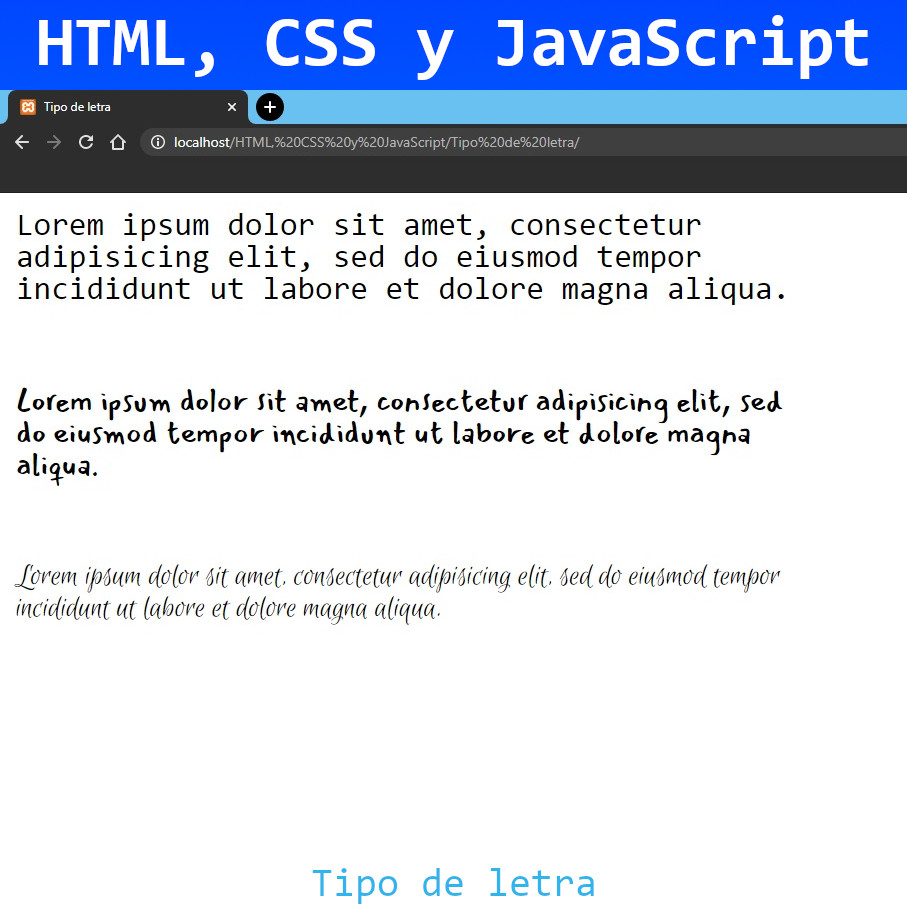 HTML, CSS y JavaScript
Tipo de letra
localhost/HTML,%20CSS%20y%20JavaScript/Tipo%20de%20letra/
Lorem ipsum dolor sit amet, consectetur
adipisicing elit, sed do eiusmod tempor
incididunt ut labore et dolore magna aliqua.
Lorem ipsum dolor sit amet, consectetur adipisicing elit, sed
do eiusmod tempor incididunt ut labore et dolore magna
aliqua.
Lorem ipsum dolor sit amet, consectetur adipisicing elit, sed do eiusmod tempor
incididunt ut labore et dolore magna aliqua.
Tipo de letra